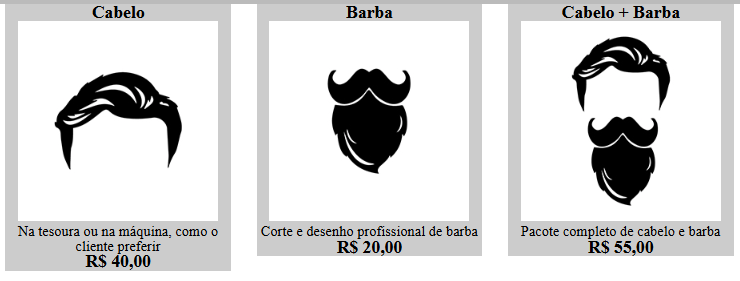 Cabelo
Na tesoura ou na máquina, como o
cliente preferir
R$ 40,00
Barba
Corte e desenho profissional de barba
R$ 20,00
Cabelo + Barba
Pacote completo de cabelo e barba
R$ 55,00